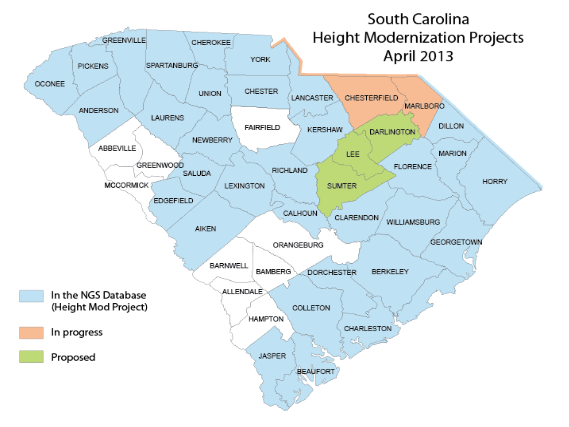 South Carolina
Height Modernization Projects
April 2013
GREENVILLE
CHEROKEE
YORK
PICKENS
SPARTANBURG
OCONEE
UNION
CHESTER
LANCASTER
CHESTERFIELD
MARLBORO
ANDERSON
LAURENS
FAIRFIELD
KERSHAW
DARLINGTON
DILLON
ABBEVILLE
NEWBERRY
LEE
MARION
GREENWOOD
SALUDA
RICHLAND
FLORENCE
MCCORMICK
LEXINGTON
SUMTER
HORRY
EDGEFIELD
CALHOUN
CLARENDON
WILLIAMSBURG
AIKEN
ORANGEBURG
GEORGETOWN
BARNWELL
BAMBERG
DORCHESTER
BERKELEY
ALLENDALE
COLLETON
HAMPTON
CHARLESTON
JASPER
BEAUFORT
In the NGS Database
(Height Mod Project)
In progress
Proposed